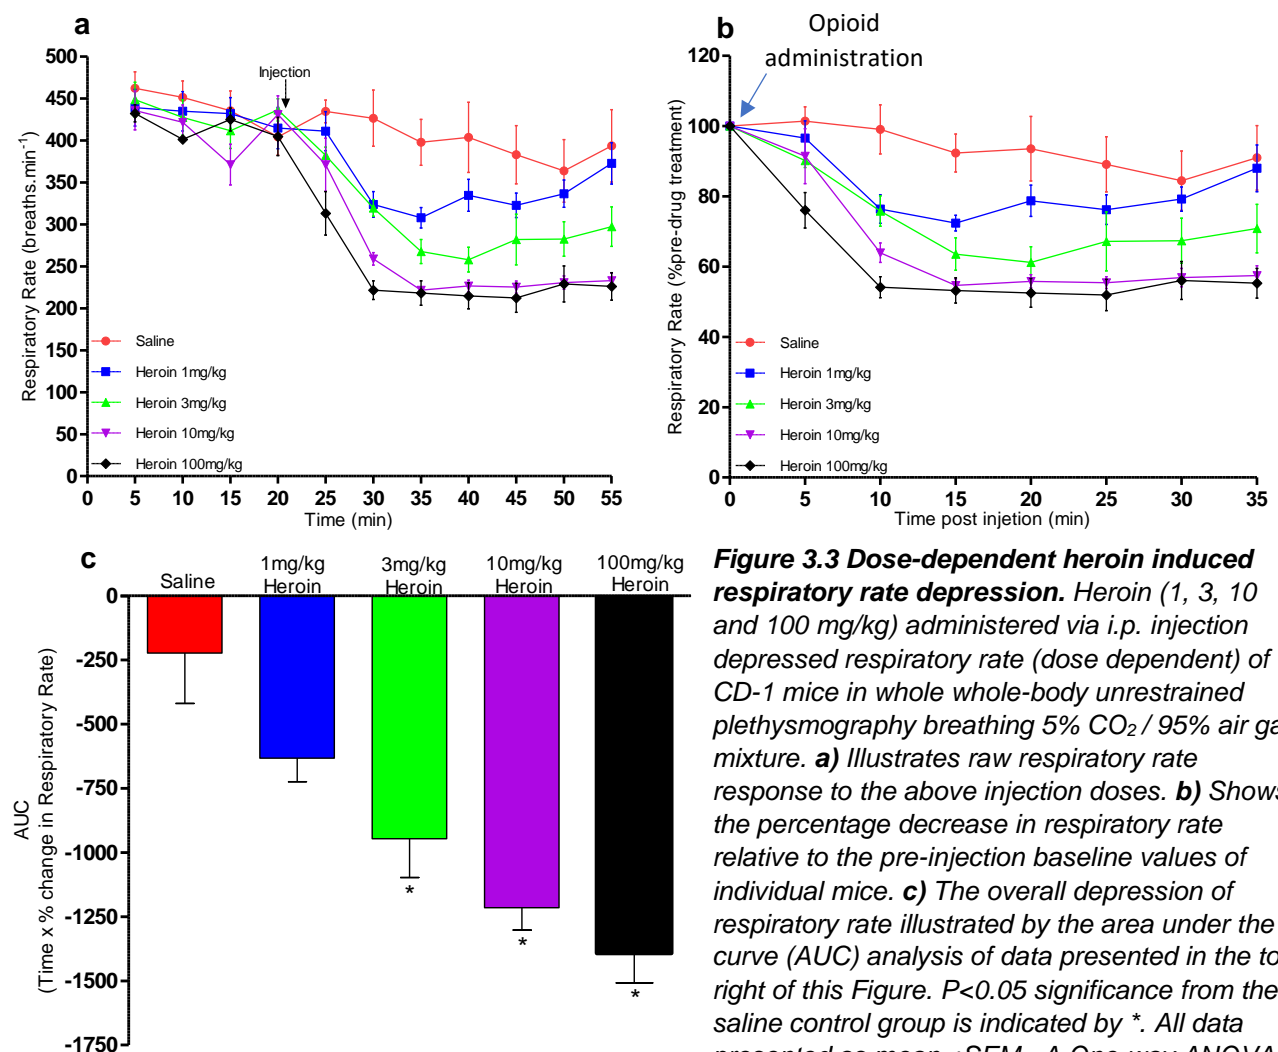 a
500
450
400
350
300
250
200
150
100
50
0
Respiratory Rate (breaths.min⁻¹)
Injection
Saline
Heroin 1mg/kg
Heroin 3mg/kg
Heroin 10mg/kg
Heroin 100mg/kg
0 5 10 15 20 25 30 35 40 45 50 55
Time (min)
b
Opioid
administration
120
100
80
60
40
20
0
Respiratory Rate (%pre-drug treatment)
Saline
Heroin 1mg/kg
Heroin 3mg/kg
Heroin 10mg/kg
Heroin 100mg/kg
0 5 10 15 20 25 30 35
Time post injetion (min)
c
Saline
1mg/kg
Heroin
3mg/kg
Heroin
10mg/kg
Heroin
100mg/kg
Heroin
0
-250
-500
-750
-1000
-1250
-1500
-1750
AUC
(Time x % change in Respiratory Rate)
*
*
*
Figure 3.3 Dose-dependent heroin induced
respiratory rate depression. Heroin (1, 3, 10
and 100 mg/kg) administered via i.p. injection
depressed respiratory rate (dose dependent) of
CD-1 mice in whole whole-body unrestrained
plethysmography breathing 5% CO₂ / 95% air ga
mixture. a) Illustrates raw respiratory rate
response to the above injection doses. b) Shows
the percentage decrease in respiratory rate
relative to the pre-injection baseline values of
individual mice. c) The overall depression of
respiratory rate illustrated by the area under the
curve (AUC) analysis of data presented in the to
right of this Figure. P<0.05 significance from the
saline control group is indicated by *. All data
presented as mean ±SEM. A One-way ANOVA